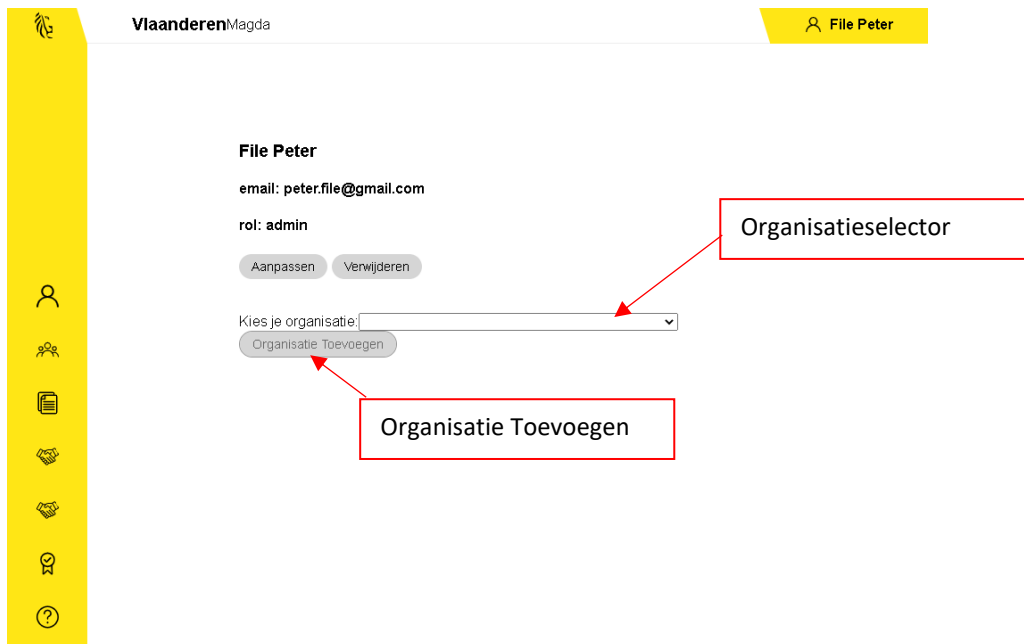 VlaanderenMagda
File Peter
File Peter
email: peter.file@gmail.com
rol: admin
Organisatieselector
Aanpassen Verwijderen
Kies je organisatie:
Organisatie Toevoegen
Organisatie Toevoegen